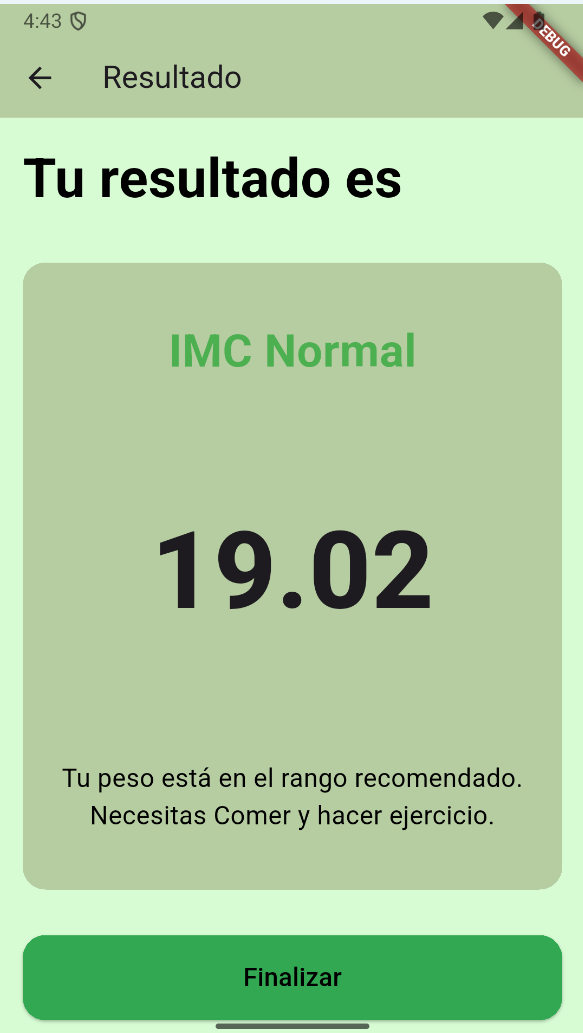 4:43
DEBUG
Resultado
Tu resultado es
IMC Normal
19.02
Tu peso está en el rango recomendado.
Necesitas Comer y hacer ejercicio.
Finalizar